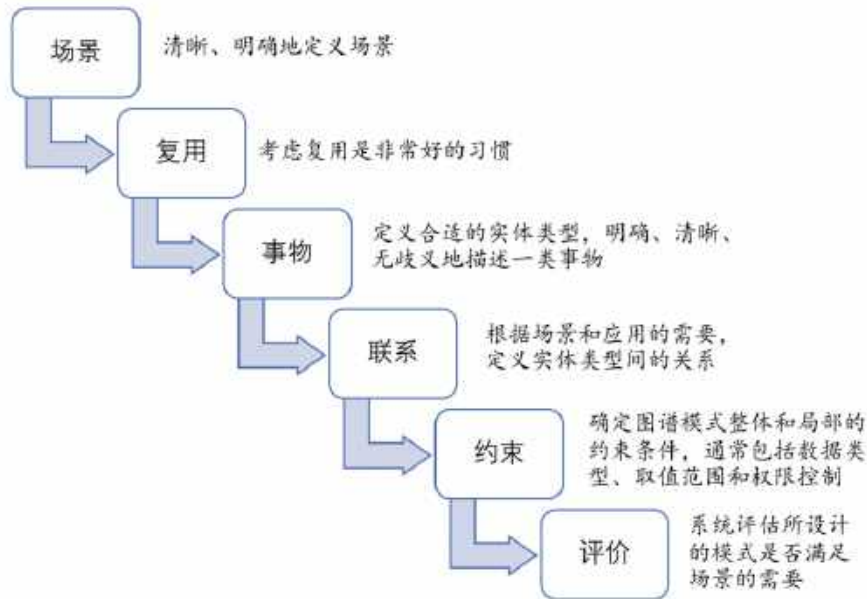 场景
清晰、明确地定义场景
复用
考虑复用是非常好的习惯
事物
定义合适的实体类型，明确、清晰、
无歧义地描述一类事物
联系
根据场景和应用的需要，
定义实体类型间的关系
约束
确定图谱模式整体和局部的
约束条件，通常包括数据类
型、取值范围和权限控制
评价
系统评估所设计
的模式是否满足
场景的需要